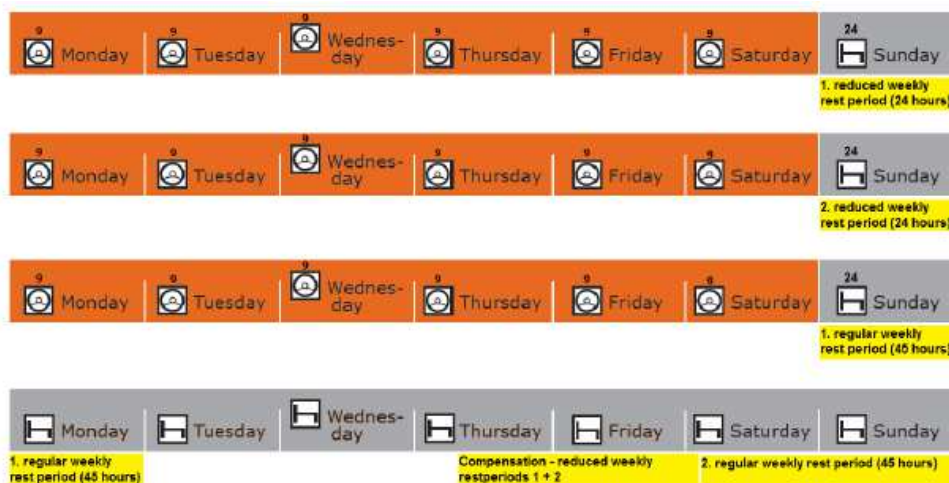 9 9 9 9 9 9 24
Monday Tuesday Wednes- Thursday Friday Saturday Sunday
day
1. reduced weekly
rest period (24 hours)
9 9 9 9 9 9 24
Monday Tuesday Wednes- Thursday Friday Saturday Sunday
day
2. reduced weekly
rest period (24 hours)
9 9 9 9 9 9 24
Monday Tuesday Wednes- Thursday Friday Saturday Sunday
day
1. regular weekly
rest period (45 hours)
Monday Tuesday Wednes- Thursday Friday Saturday Sunday
day
1. regular weekly
rest period (45 hours)
Compensation - reduced weekly
restperiods 1 + 2
2. regular weekly rest period (45 hours)